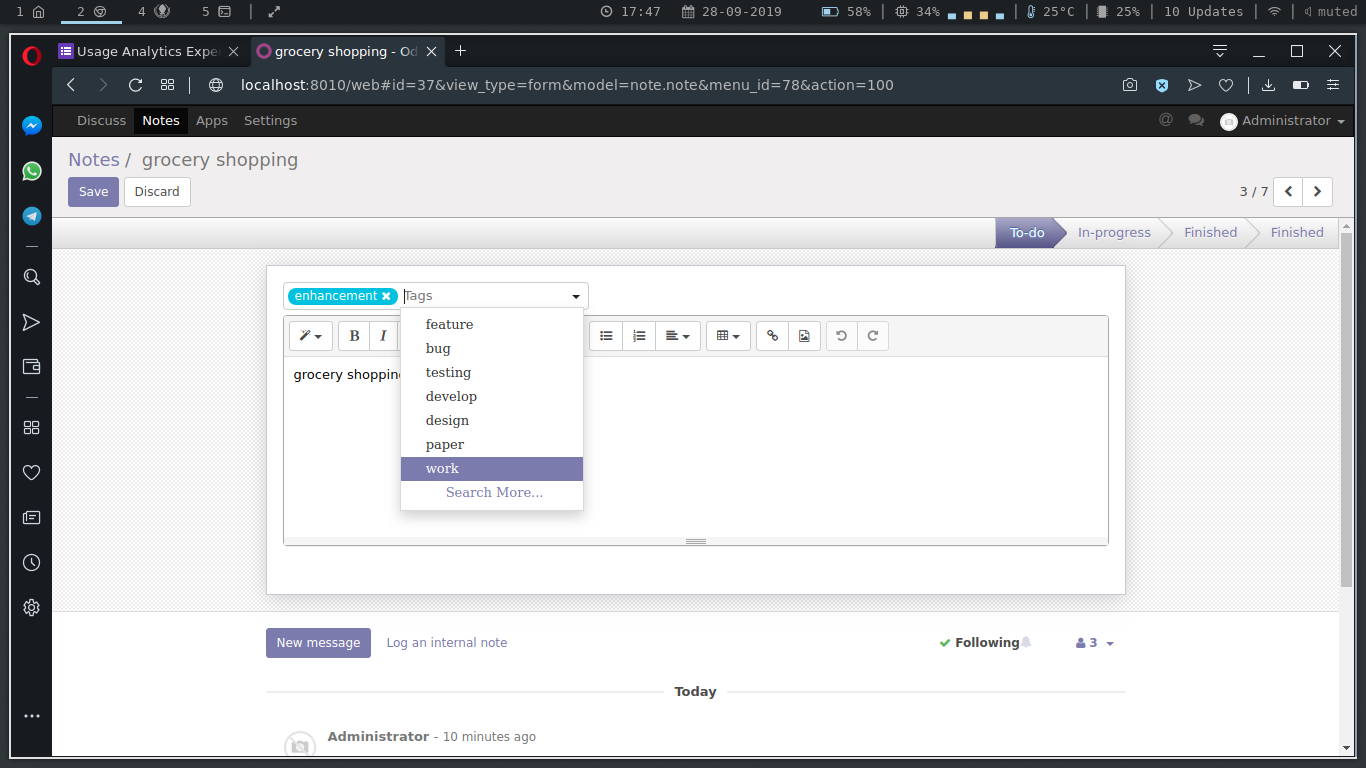 1 2 4 5 17:47 28-09-2019 58% 34% 25°C 25% 10 Updates muted
Usage Analytics Expe grocery shopping - Od
localhost:8010/web#id=37&view_type=form&model=note.note&menu_id=78&action=100
Discuss Notes Apps Settings @ Administrator
Notes / grocery shopping
Save Discard 3 / 7
To-do In-progress Finished Finished
enhancement Tags
B I
grocery shoppin
feature
bug
testing
develop
design
paper
work
Search More...
New message Log an internal note Following 3
Today
Administrator - 10 minutes ago